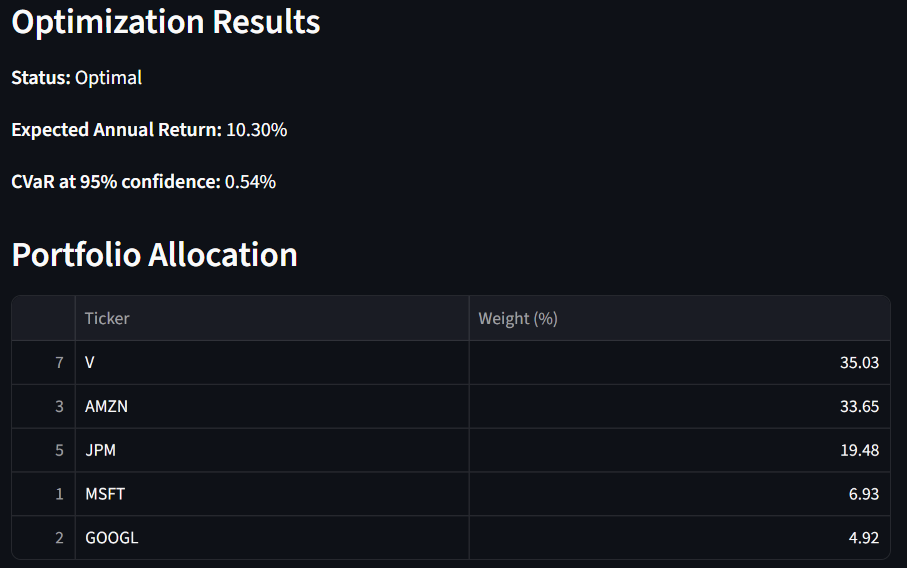 Optimization Results
Status: Optimal
Expected Annual Return: 10.30%
CVaR at 95% confidence: 0.54%
Portfolio Allocation
Ticker Weight (%)
7 V 35.03
3 AMZN 33.65
5 JPM 19.48
1 MSFT 6.93
2 GOOGL 4.92